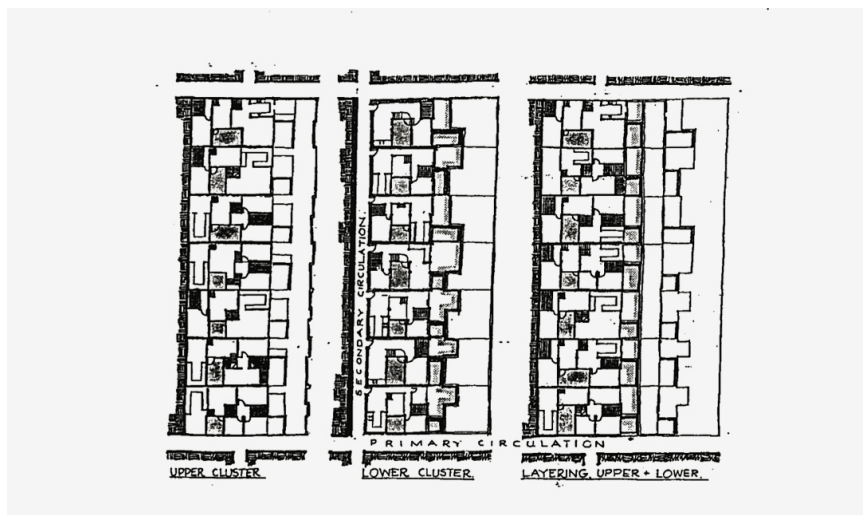 SECONDARY CIRCULATION.
PRIMARY CIRCULATION
UPPER CLUSTER
LOWER CLUSTER.
LAYERING. UPPER + LOWER.